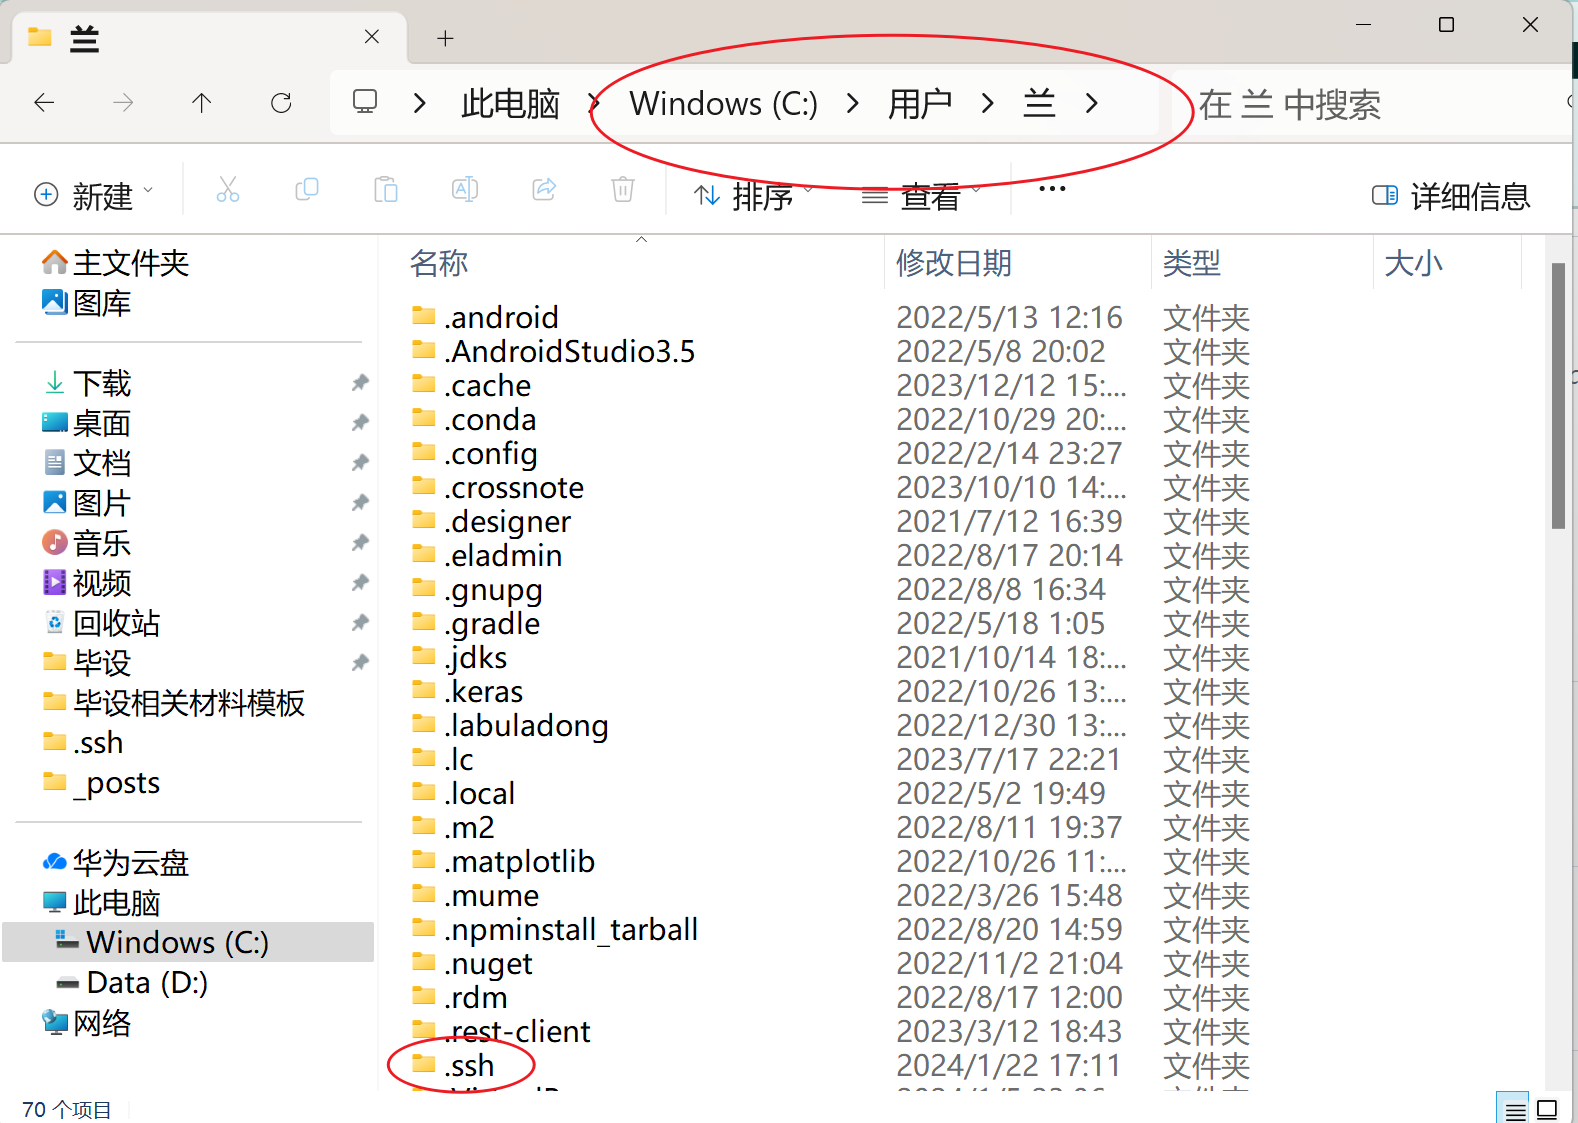 兰
此电脑 > Windows (C:) > 用户 > 兰 >
在 兰 中搜索
新建
排序
查看
详细信息
主文件夹
图库
下载
桌面
文档
图片
音乐
视频
回收站
毕设
毕设相关材料模板
.ssh
_posts
华为云盘
此电脑
Windows (C:)
Data (D:)
网络
名称 修改日期 类型 大小
.android 2022/5/13 12:16 文件夹
.AndroidStudio3.5 2022/5/8 20:02 文件夹
.cache 2023/12/12 15:... 文件夹
.conda 2022/10/29 20:... 文件夹
.config 2022/2/14 23:27 文件夹
.crossnote 2023/10/10 14:... 文件夹
.designer 2021/7/12 16:39 文件夹
.eladmin 2022/8/17 20:14 文件夹
.gnupg 2022/8/8 16:34 文件夹
.gradle 2022/5/18 1:05 文件夹
.jdks 2021/10/14 18:... 文件夹
.keras 2022/10/26 13:... 文件夹
.labuladong 2022/12/30 13:... 文件夹
.lc 2023/7/17 22:21 文件夹
.local 2022/5/2 19:49 文件夹
.m2 2022/8/11 19:37 文件夹
.matplotlib 2022/10/26 11:... 文件夹
.mume 2022/3/26 15:48 文件夹
.npminstall_tarball 2022/8/20 14:59 文件夹
.nuget 2022/11/2 21:04 文件夹
.rdm 2022/8/17 12:00 文件夹
.rest-client 2023/3/12 18:43 文件夹
.ssh 2024/1/22 17:11 文件夹
70 个项目